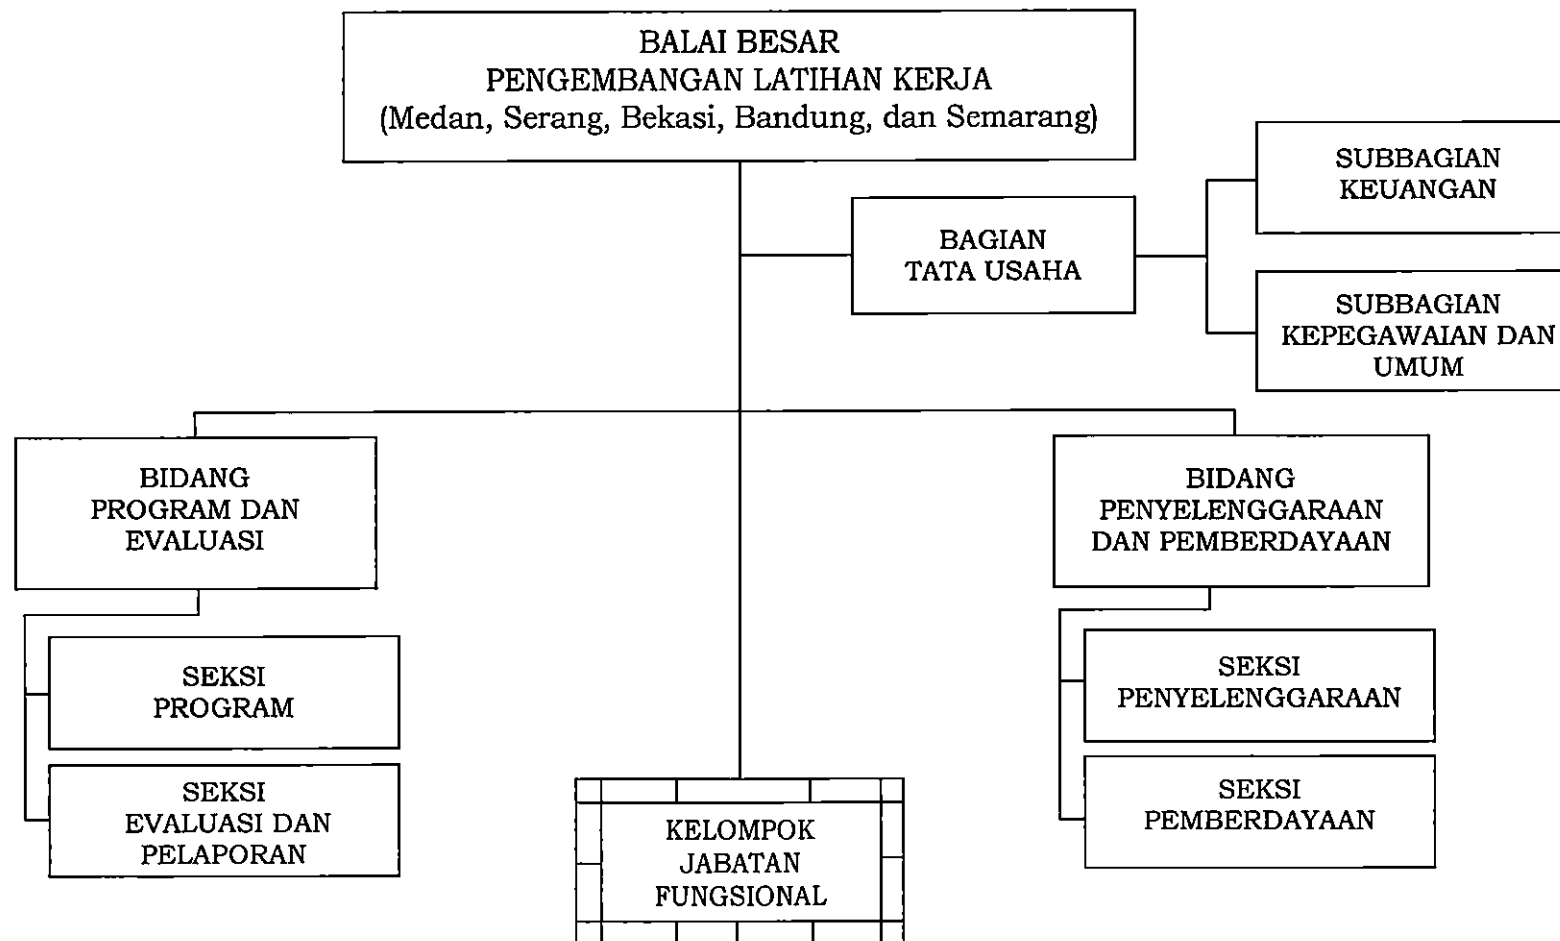 BALAI BESAR
PENGEMBANGAN LATIHAN KERJA
(Medan, Serang, Bekasi, Bandung, dan Semarang)
SUBBAGIAN
KEUANGAN
BAGIAN
TATA USAHA
SUBBAGIAN
KEPEGAWAIAN DAN
UMUM
BIDANG
PROGRAM DAN
EVALUASI
BIDANG
PENYELENGGARAAN
DAN PEMBERDAYAAN
SEKSI
PROGRAM
SEKSI
EVALUASI DAN
PELAPORAN
SEKSI
PENYELENGGARAAN
SEKSI
PEMBERDAYAAN
KELOMPOK
JABATAN
FUNGSIONAL